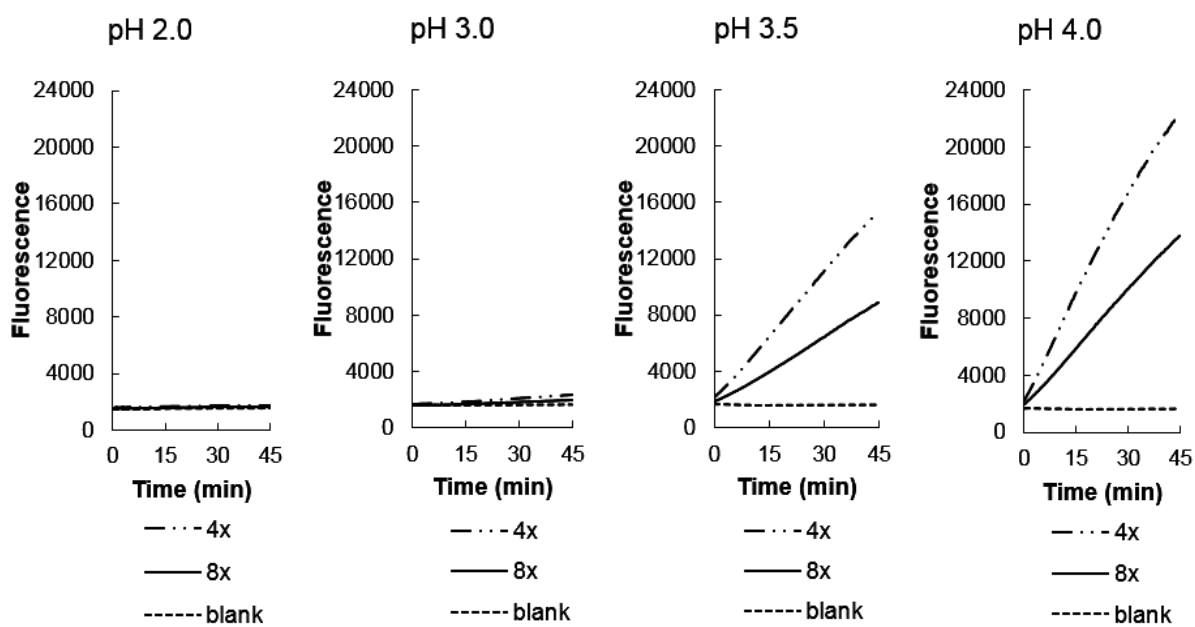 pH 2.0
24000
20000
16000
12000
8000
4000
0
Fluorescence
0 15 30 45
Time (min)
4x
8x
blank
pH 3.0
24000
20000
16000
12000
8000
4000
0
Fluorescence
0 15 30 45
Time (min)
4x
8x
blank
pH 3.5
24000
20000
16000
12000
8000
4000
0
Fluorescence
0 15 30 45
Time (min)
4x
8x
blank
pH 4.0
24000
20000
16000
12000
8000
4000
0
Fluorescence
0 15 30 45
Time (min)
4x
8x
blank